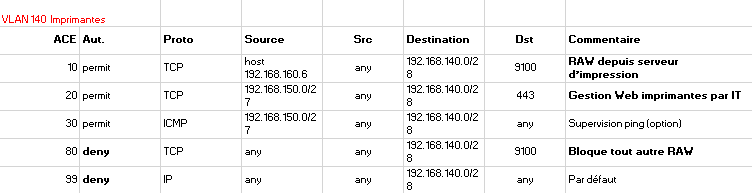 VLAN 140 Imprimantes
ACE Aut. Proto Source Src Destination Dst Commentaire
10 permit TCP host 192.168.160.6 any 192.168.140.0/28 9100 RAW depuis serveur d'impression
20 permit TCP 192.168.150.0/27 any 192.168.140.0/28 443 Gestion Web imprimantes par IT
30 permit ICMP 192.168.150.0/27 any 192.168.140.0/28 any Supervision ping (option)
80 deny TCP any any 192.168.140.0/28 9100 Bloque tout autre RAW
99 deny IP any any 192.168.140.0/28 any Par défaut